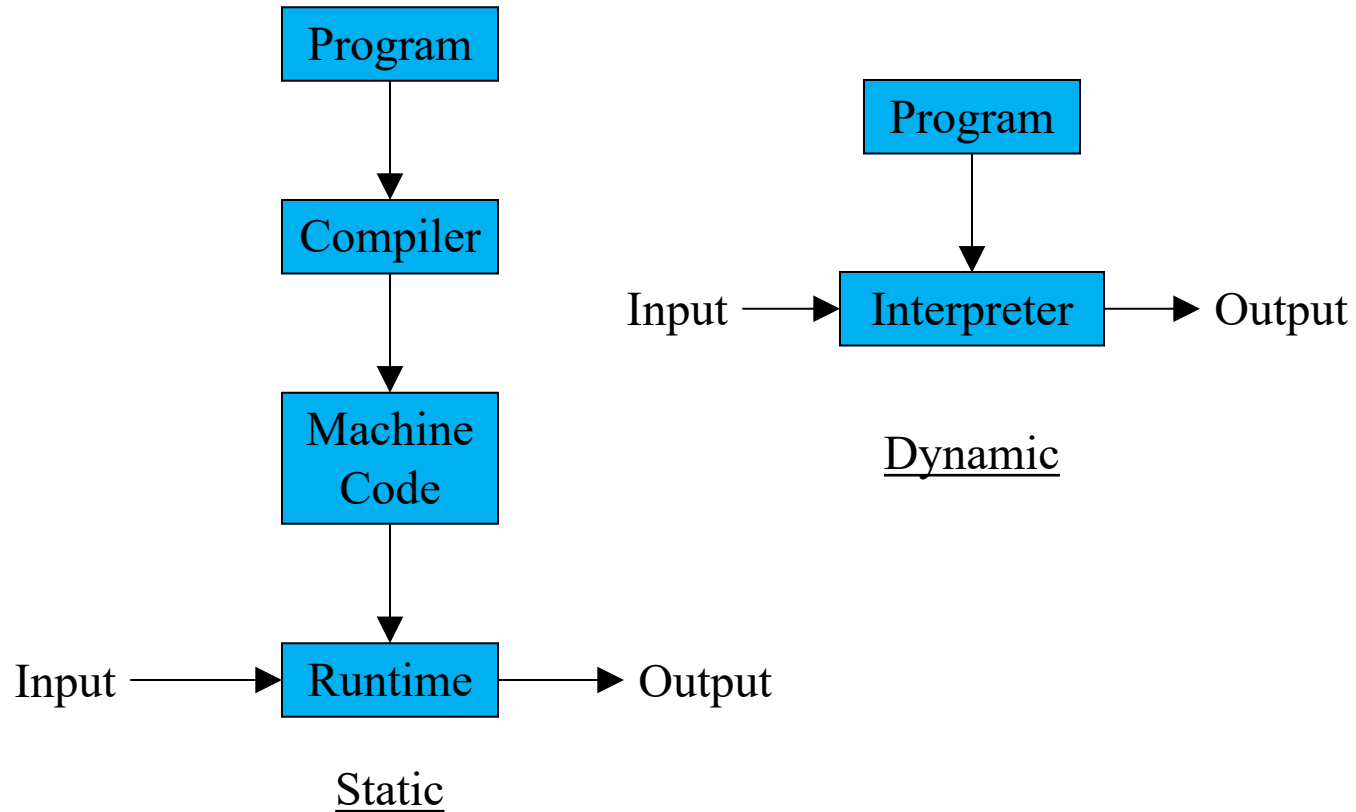 Program
Compiler
Machine
Code
Input
Runtime
Output
Static
Program
Input
Interpreter
Output
Dynamic